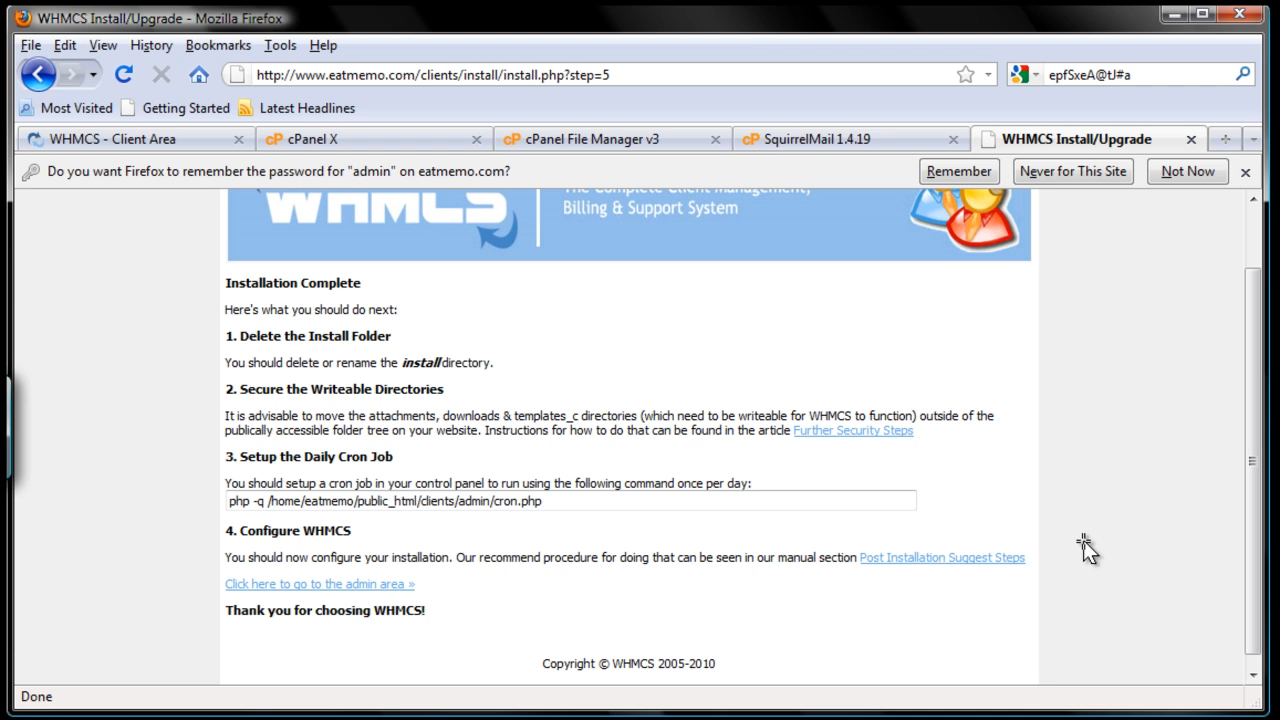 WHMCS Install/Upgrade - Mozilla Firefox
File Edit View History Bookmarks Tools Help
http://www.eatmemo.com/clients/install/install.php?step=5
epfSxeA@tJ#a
Most Visited Getting Started Latest Headlines
WHMCS - Client Area cPanel X cPanel File Manager v3 SquirrelMail 1.4.19 WHMCS Install/Upgrade
Do you want Firefox to remember the password for "admin" on eatmemo.com? Remember Never for This Site Not Now
WHMCS
The Complete Client Management,
Billing & Support System
Installation Complete
Here's what you should do next:
1. Delete the Install Folder
You should delete or rename the install directory.
2. Secure the Writeable Directories
It is advisable to move the attachments, downloads & templates_c directories (which need to be writeable for WHMCS to function) outside of the
publically accessible folder tree on your website. Instructions for how to do that can be found in the article Further Security Steps
3. Setup the Daily Cron Job
You should setup a cron job in your control panel to run using the following command once per day:
php -q /home/eatmemo/public_html/clients/admin/cron.php
4. Configure WHMCS
You should now configure your installation. Our recommend procedure for doing that can be seen in our manual section Post Installation Suggest Steps
Click here to go to the admin area »
Thank you for choosing WHMCS!
Copyright © WHMCS 2005-2010
Done